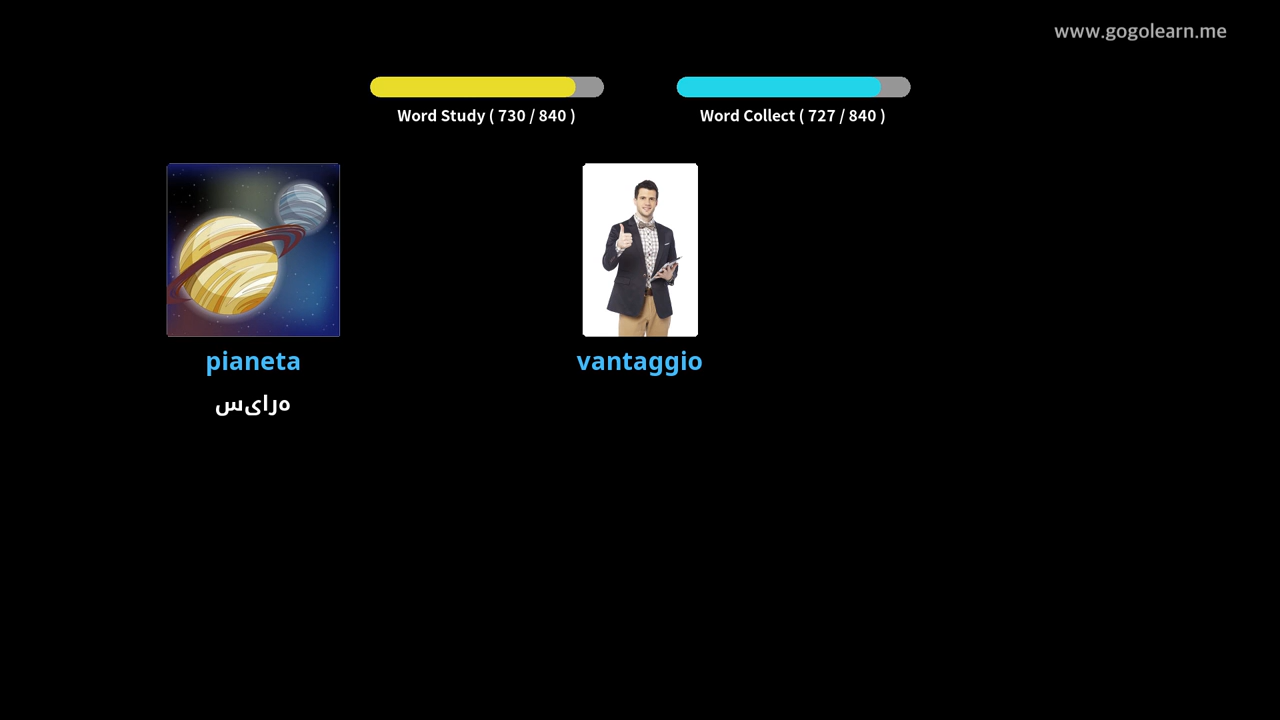 www.gogolearn.me
Word Study ( 730 / 840 )
Word Collect ( 727 / 840 )
pianeta
vantaggio
هرایس